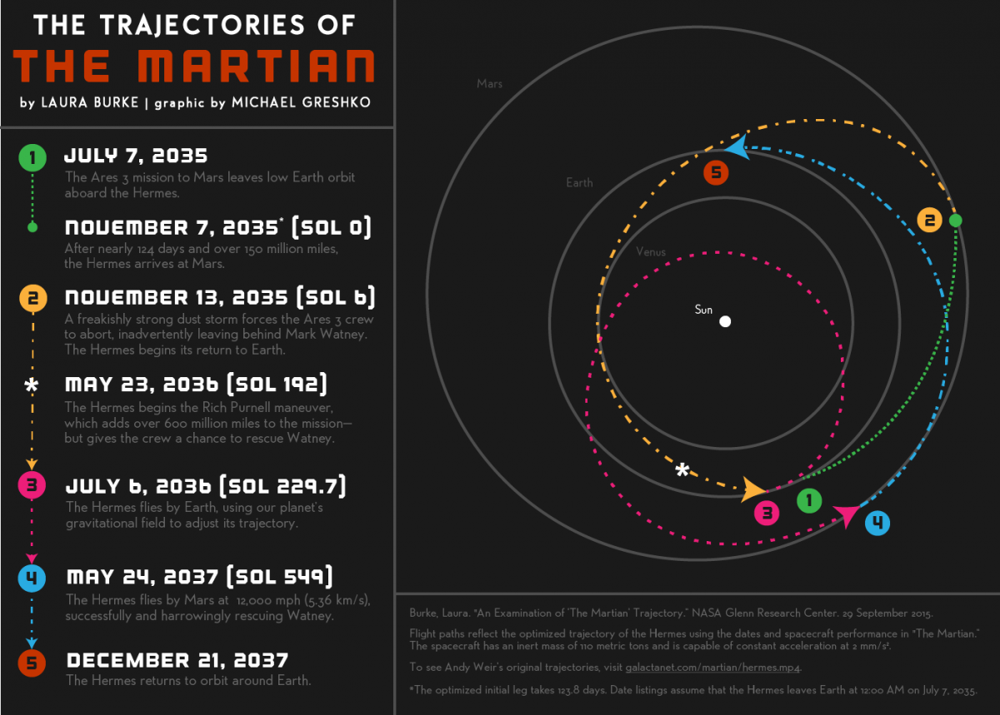 THE TRAJECTORIES OF
THE MARTIAN
by LAURA BURKE | graphic by MICHAEL GRESHKO
1
JULY 7, 2035
The Ares 3 mission to Mars leaves low Earth orbit
aboard the Hermes.
NOVEMBER 7, 2035* (SOL 0)
After nearly 124 days and over 150 million miles,
the Hermes arrives at Mars.
2
NOVEMBER 13, 2035 (SOL 6)
A freakishly strong dust storm forces the Ares 3 crew
to abort, inadvertently leaving behind Mark Watney.
The Hermes begins its return to Earth.
*
MAY 23, 2036 (SOL 192)
The Hermes begins the Rich Purnell maneuver,
which adds over 600 million miles to the mission—
but gives the crew a chance to rescue Watney.
3
JULY 6, 2036 (SOL 229.7)
The Hermes flies by Earth, using our planet's
gravitational field to adjust its trajectory.
4
MAY 24, 2037 (SOL 549)
The Hermes flies by Mars at 12,000 mph (5.36 km/s),
successfully and harrowingly rescuing Watney.
5
DECEMBER 21, 2037
The Hermes returns to orbit around Earth.
Mars
Earth
Venus
Sun
5
2
*
3
1
4
Burke, Laura. "An Examination of 'The Martian' Trajectory." NASA Glenn Research Center. 29 September 2015.
Flight paths reflect the optimized trajectory of the Hermes using the dates and spacecraft performance in "The Martian."
The spacecraft has an inert mass of 110 metric tons and is capable of constant acceleration at 2 mm/s².
To see Andy Weir's original trajectories, visit galactanet.com/martian/hermes.mp4.
*The optimized initial leg takes 123.8 days. Date listings assume that the Hermes leaves Earth at 12:00 AM on July 7, 2035.